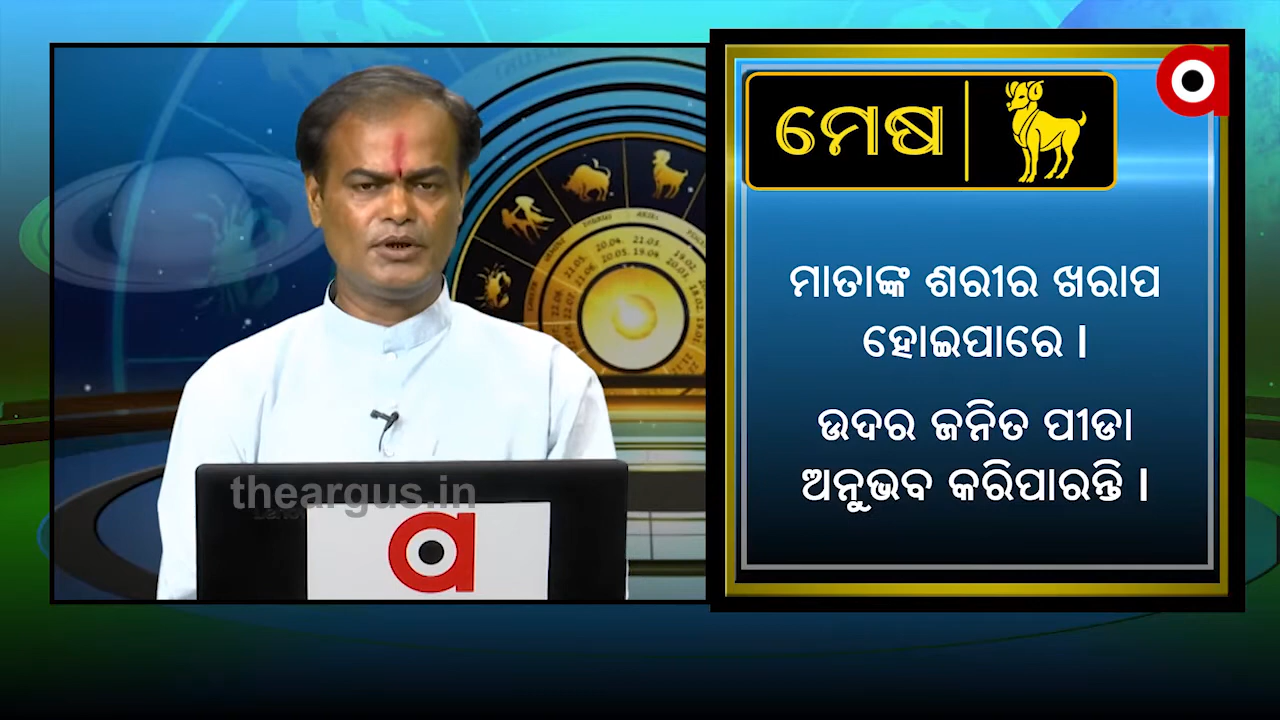 ମେଷ
ମାତାଙ୍କ ଶରୀର ଖରାପ
ହୋଇପାରେ ।
ଉଦର ଜନିତ ପୀଡା
ଅନୁଭବ କରିପାରନ୍ତି ।
theargus.in